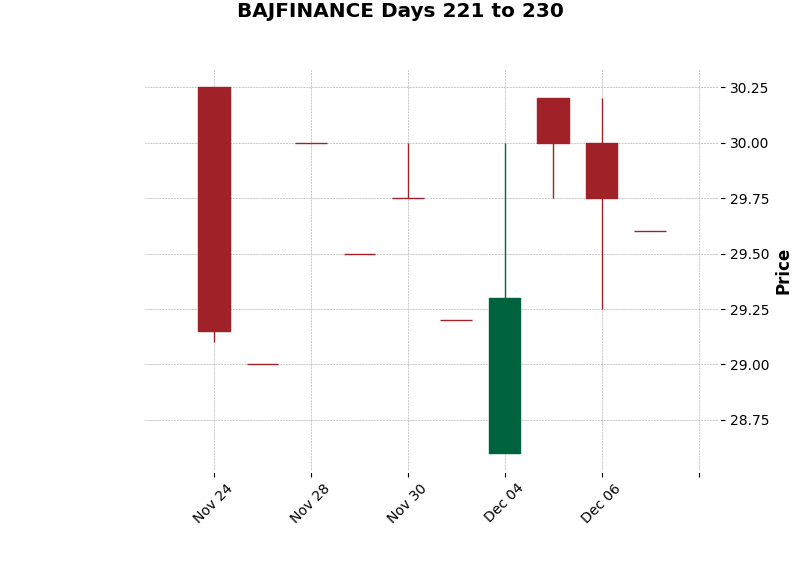 BAJFINANCE Days 221 to 230
30.25
30.00
29.75
29.50
29.25
29.00
28.75
Price
Nov 24
Nov 28
Nov 30
Dec 04
Dec 06